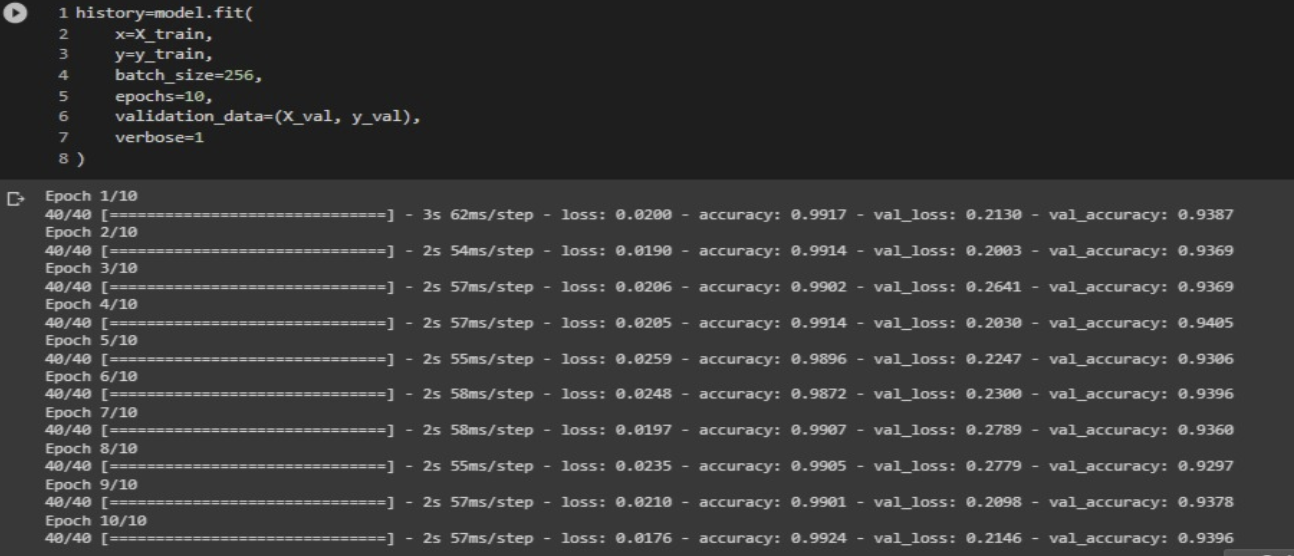 1 history=model.fit(
2 x=X_train,
3 y=y_train,
4 batch_size=256,
5 epochs=10,
6 validation_data=(X_val, y_val),
7 verbose=1
8 )
Epoch 1/10
40/40 [==============================] - 3s 62ms/step - loss: 0.0200 - accuracy: 0.9917 - val_loss: 0.2130 - val_accuracy: 0.9387
Epoch 2/10
40/40 [==============================] - 2s 54ms/step - loss: 0.0190 - accuracy: 0.9914 - val_loss: 0.2003 - val_accuracy: 0.9369
Epoch 3/10
40/40 [==============================] - 2s 57ms/step - loss: 0.0206 - accuracy: 0.9902 - val_loss: 0.2641 - val_accuracy: 0.9369
Epoch 4/10
40/40 [==============================] - 2s 57ms/step - loss: 0.0205 - accuracy: 0.9914 - val_loss: 0.2030 - val_accuracy: 0.9405
Epoch 5/10
40/40 [==============================] - 2s 55ms/step - loss: 0.0259 - accuracy: 0.9896 - val_loss: 0.2247 - val_accuracy: 0.9306
Epoch 6/10
40/40 [==============================] - 2s 58ms/step - loss: 0.0248 - accuracy: 0.9872 - val_loss: 0.2300 - val_accuracy: 0.9396
Epoch 7/10
40/40 [==============================] - 2s 58ms/step - loss: 0.0197 - accuracy: 0.9907 - val_loss: 0.2789 - val_accuracy: 0.9360
Epoch 8/10
40/40 [==============================] - 2s 55ms/step - loss: 0.0235 - accuracy: 0.9905 - val_loss: 0.2779 - val_accuracy: 0.9297
Epoch 9/10
40/40 [==============================] - 2s 57ms/step - loss: 0.0210 - accuracy: 0.9901 - val_loss: 0.2098 - val_accuracy: 0.9378
Epoch 10/10
40/40 [==============================] - 2s 57ms/step - loss: 0.0176 - accuracy: 0.9924 - val_loss: 0.2146 - val_accuracy: 0.9396